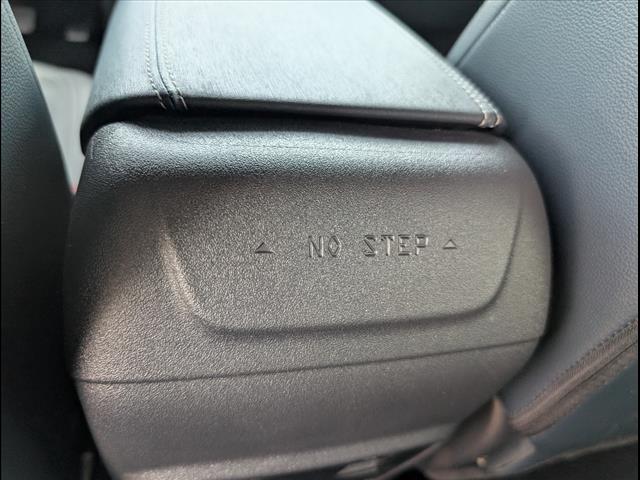 ▲ NO STEP ▲